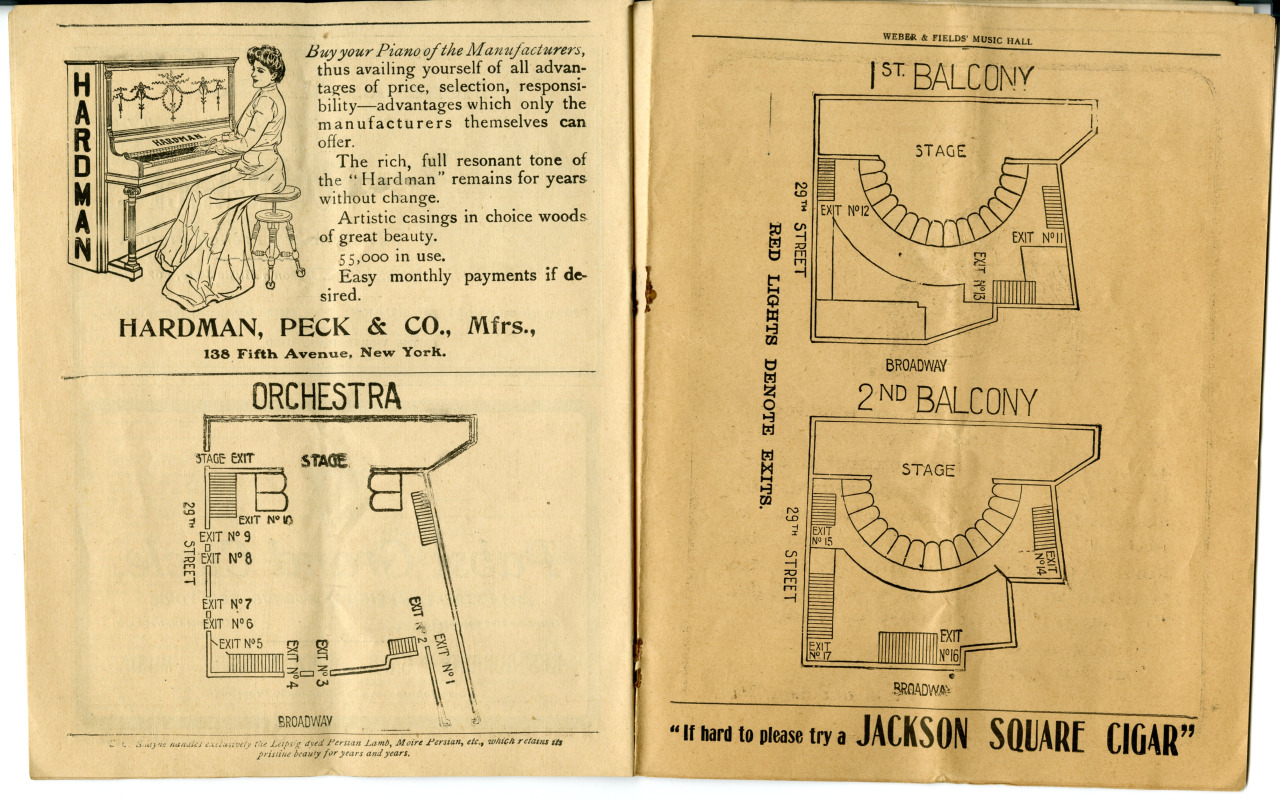 HARDMAN
HARDMAN
Buy your Piano of the Manufacturers,
thus availing yourself of all advan-
tages of price, selection, responsi-
bility—advantages which only the
manufacturers themselves can
offer.
The rich, full resonant tone of
the "Hardman" remains for years
without change.
Artistic casings in choice woods
of great beauty.
55,000 in use.
Easy monthly payments if de-
sired.
HARDMAN, PECK & CO., Mfrs.,
138 Fifth Avenue, New York.
ORCHESTRA
STAGE EXIT
STAGE
29TH STREET
EXIT No 10
EXIT No 9
EXIT No 8
EXIT No 7
EXIT No 6
EXIT No 5
EXIT No 4
EXIT No 3
EXIT No 2
EXIT No 1
BROADWAY
handles exclusively the Leipsig dyed Persian Lamb, Moire Persian, etc., which retains its
pristine beauty for years and years.
WEBER & FIELDS' MUSIC HALL
1ST. BALCONY
STAGE
29TH STREET
EXIT No 12
EXIT No 11
EXIT No 13
BROADWAY
RED LIGHTS DENOTE EXITS.
2ND BALCONY
STAGE
29TH STREET
EXIT
No 15
EXIT
No 14
EXIT
No 17
EXIT
No 16
BROADWAY
"If hard to please try a JACKSON SQUARE CIGAR"